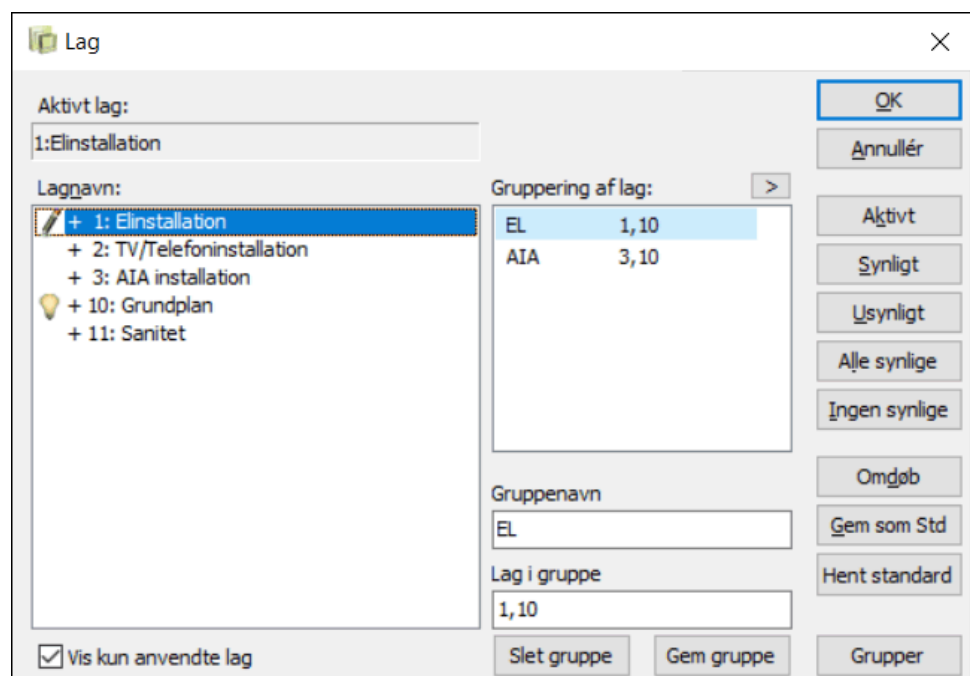 Lag
Aktivt lag:
1:Elinstallation
Lagnavn:
+ 1: Elinstallation
+ 2: TV/Telefoninstallation
+ 3: AIA installation
+ 10: Grundplan
+ 11: Sanitet
Vis kun anvendte lag
Gruppering af lag:
>
EL 1,10
AIA 3,10
Gruppenavn
EL
Lag i gruppe
1,10
Slet gruppe
Gem gruppe
OK
Annullér
Aktivt
Synligt
Usynligt
Alle synlige
Ingen synlige
Omdøb
Gem som Std
Hent standard
Grupper